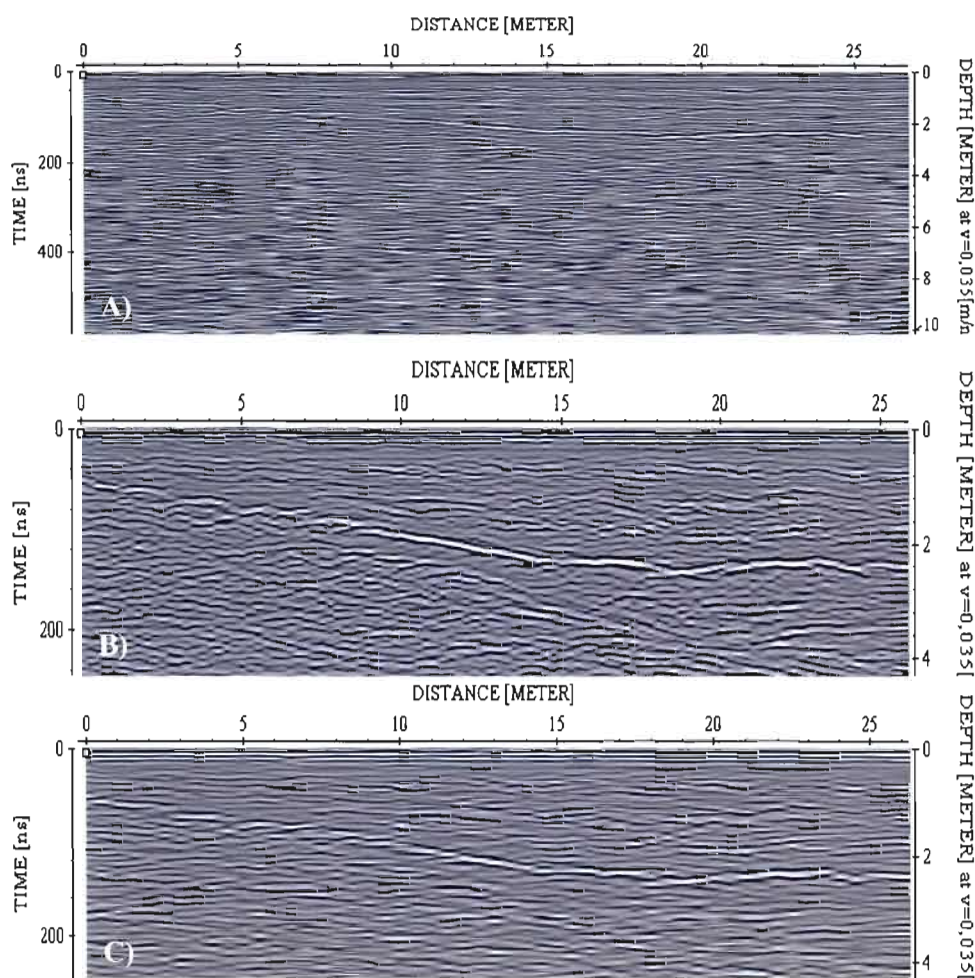 DISTANCE [METER]
0 5 10 15 20 25
TIME [ns]
0
200
400
DEPTH [METER] at v=0,035[m/n
0
2
4
6
8
10
A)
DISTANCE [METER]
0 5 10 15 20 25
TIME [ns]
0
200
DEPTH [METER] at v=0,035[
0
2
4
B)
DISTANCE [METER]
0 5 10 15 20 25
TIME [ns]
0
200
DEPTH [METER] at v=0,035[
0
2
4
C)